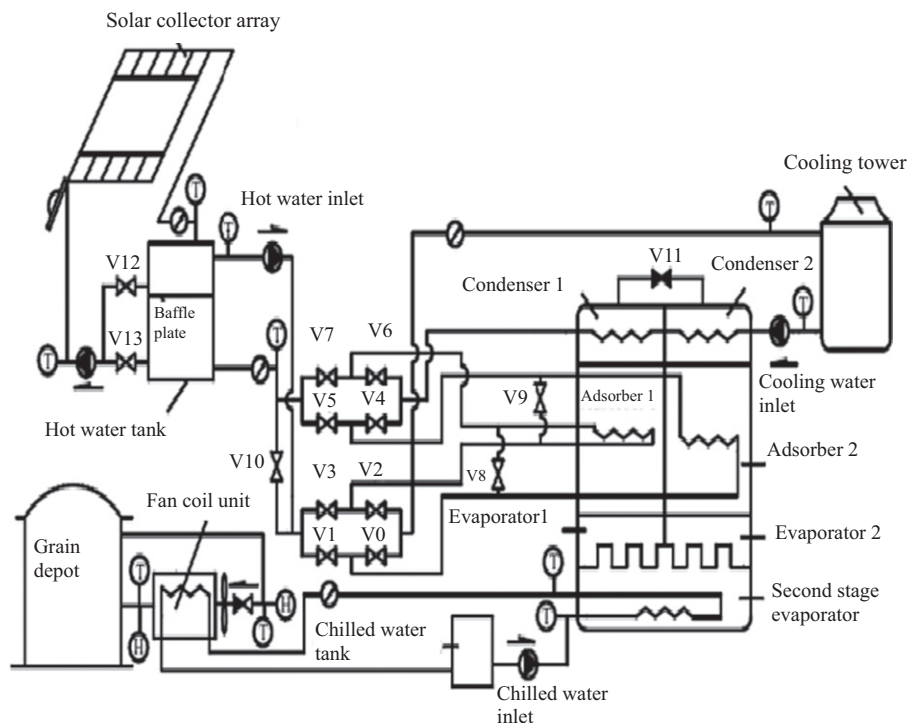 Solar collector array
Hot water inlet
Cooling tower
T
T
T
V12
V11
Condenser 1
Condenser 2
T
Baffle
plate
T
V13
V7
V6
T
Cooling water
inlet
V9
Adsorber 1
V5
V4
Hot water tank
V10
V3
V2
V8
Adsorber 2
Fan coil unit
Evaporator1
V1
V0
Evaporator 2
Grain
depot
T
T
Second stage
evaporator
H
T
T
H
Chilled water
tank
Chilled water
inlet